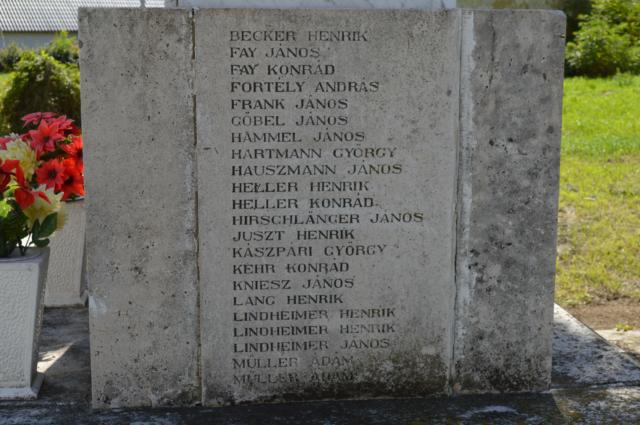 BECKER HENRIK
FAY JÁNOS
FAY KONRÁD
FORTÉLY ANDRÁS
FRANK JÁNOS
GÖBEL JÁNOS
HÄMMEL JÁNOS
HARTMANN GYÖRGY
HAUSZMANN JÁNOS
HELLER HENRIK
HELLER KONRÁD
HIRSCHLÄNGER JÁNOS
JUSZT HENRIK
KÁSZPÁRI GYÖRGY
KEHR KONRÁD
KNIESZ JÁNOS
LANG HENRIK
LINDHEIMER HENRIK
LINDHEIMER HENRIK
LINDHEIMER JÁNOS
MÜLLER ÁDÁM
MÜLLER ÁDÁM